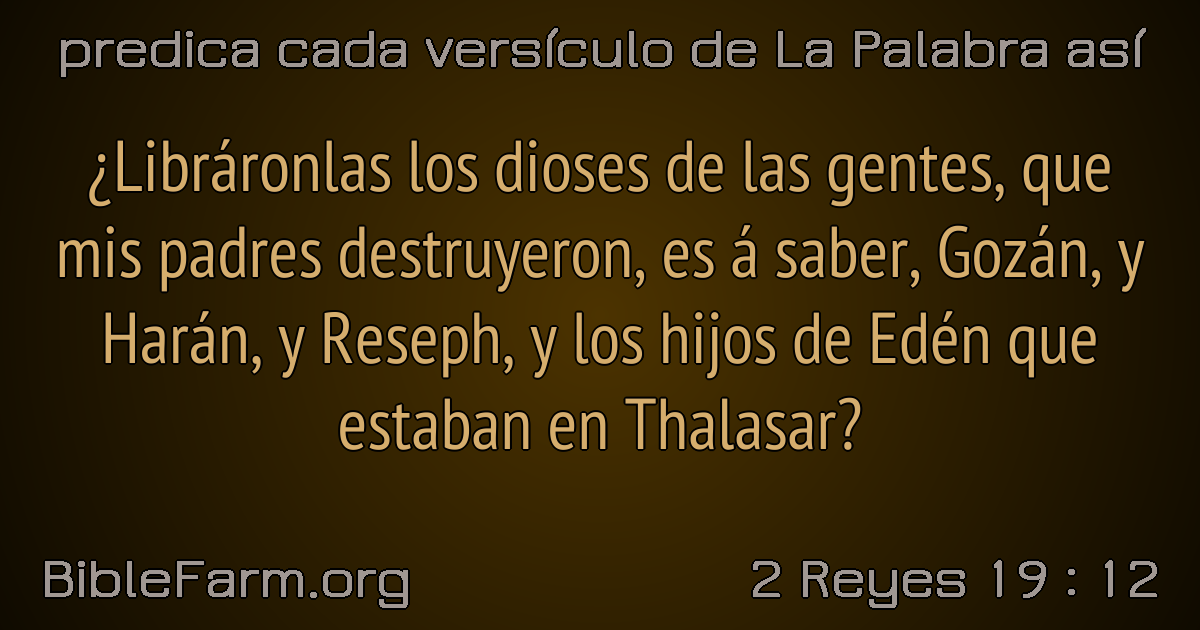 predica cada versículo de La Palabra así
¿Libráronlas los dioses de las gentes, que
mis padres destruyeron, es á saber, Gozán, y
Harán, y Reseph, y los hijos de Edén que
estaban en Thalasar?
BibleFarm.org
2 Reyes 19 : 12